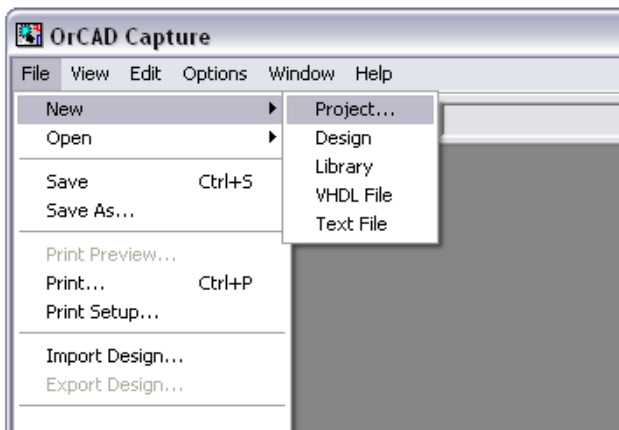 OrCAD Capture
File View Edit Options Window Help
New
Open
Save Ctrl+S
Save As...
Print Preview...
Print... Ctrl+P
Print Setup...
Import Design...
Export Design...
Project...
Design
Library
VHDL File
Text File